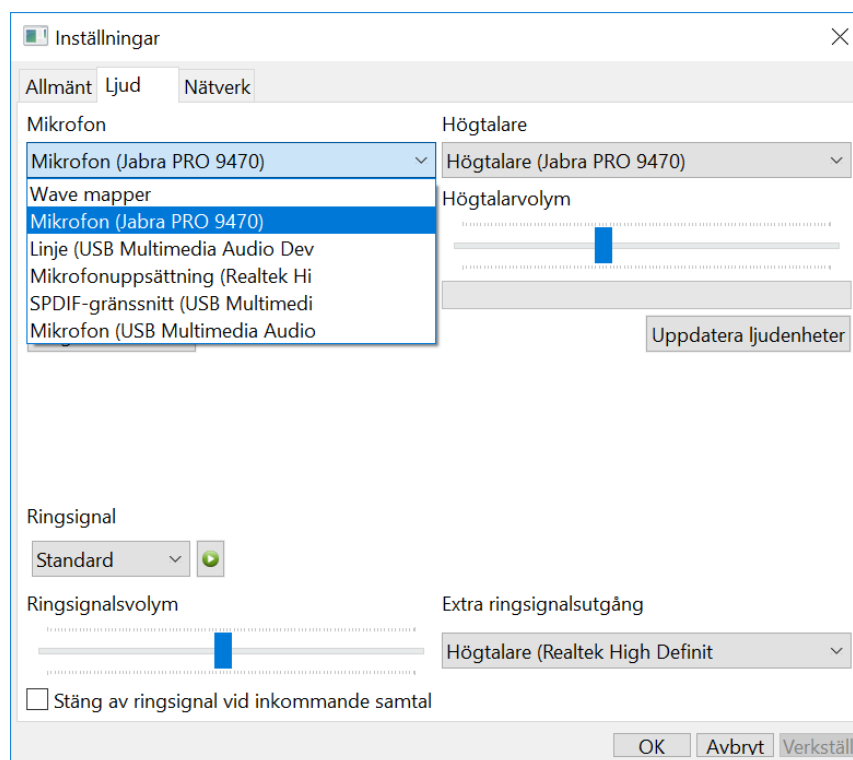 Inställningar
Allmänt Ljud Nätverk
Mikrofon
Mikrofon (Jabra PRO 9470)
Wave mapper
Mikrofon (Jabra PRO 9470)
Linje (USB Multimedia Audio Dev
Mikrofonuppsättning (Realtek Hi
SPDIF-gränssnitt (USB Multimedi
Mikrofon (USB Multimedia Audio
Högtalare
Högtalare (Jabra PRO 9470)
Högtalarvolym
Uppdatera ljudenheter
Ringsignal
Standard
Ringsignalsvolym
Extra ringsignalsutgång
Högtalare (Realtek High Definit
Stäng av ringsignal vid inkommande samtal
OK Avbryt Verkställ